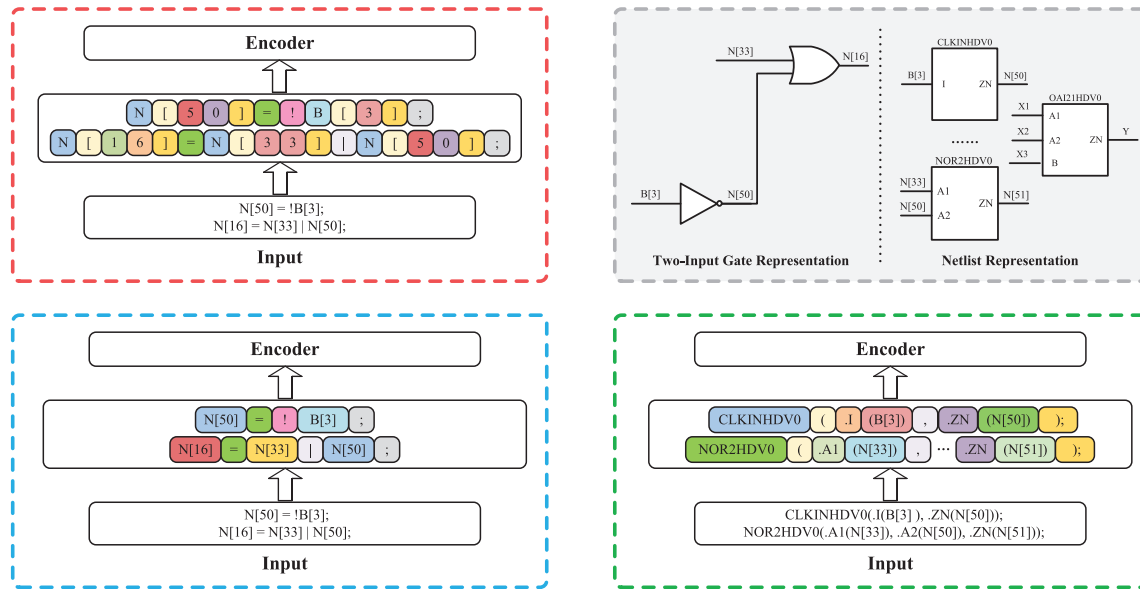 Encoder
N [ 5 0 ] = ! B [ 3 ] ;
N [ 1 6 ] = N [ 3 3 ] | N [ 5 0 ] ;
N[50] = !B[3];
N[16] = N[33] | N[50];
Input
N[33]
N[16]
B[3]
N[50]
Two-Input Gate Representation
CLKINHDV0
B[3]
I
ZN
N[50]
OAI21HDV0
X1
A1
X2
A2
ZN
Y
X3
B
......
NOR2HDV0
N[33]
A1
ZN
N[51]
N[50]
A2
Netlist Representation
Encoder
N[50] = ! B[3] ;
N[16] = N[33] | N[50] ;
N[50] = !B[3];
N[16] = N[33] | N[50];
Input
Encoder
CLKINHDV0 ( .I (B[3]) , .ZN (N[50]) );
NOR2HDV0 ( .A1 (N[33]) , ... .ZN (N[51]) );
CLKINHDV0(.I(B[3] ), .ZN(N[50]));
NOR2HDV0(.A1(N[33]), .A2(N[50]), .ZN(N[51]));
Input